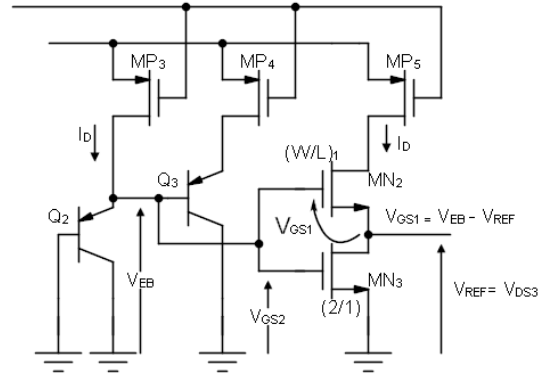 MP3
MP4
MP5
ID
ID
(W/L)1
Q2
Q3
MN2
VGS1
VGS1 = VEB - VREF
VEB
MN3
(2/1)
VGS2
VREF= VDS3